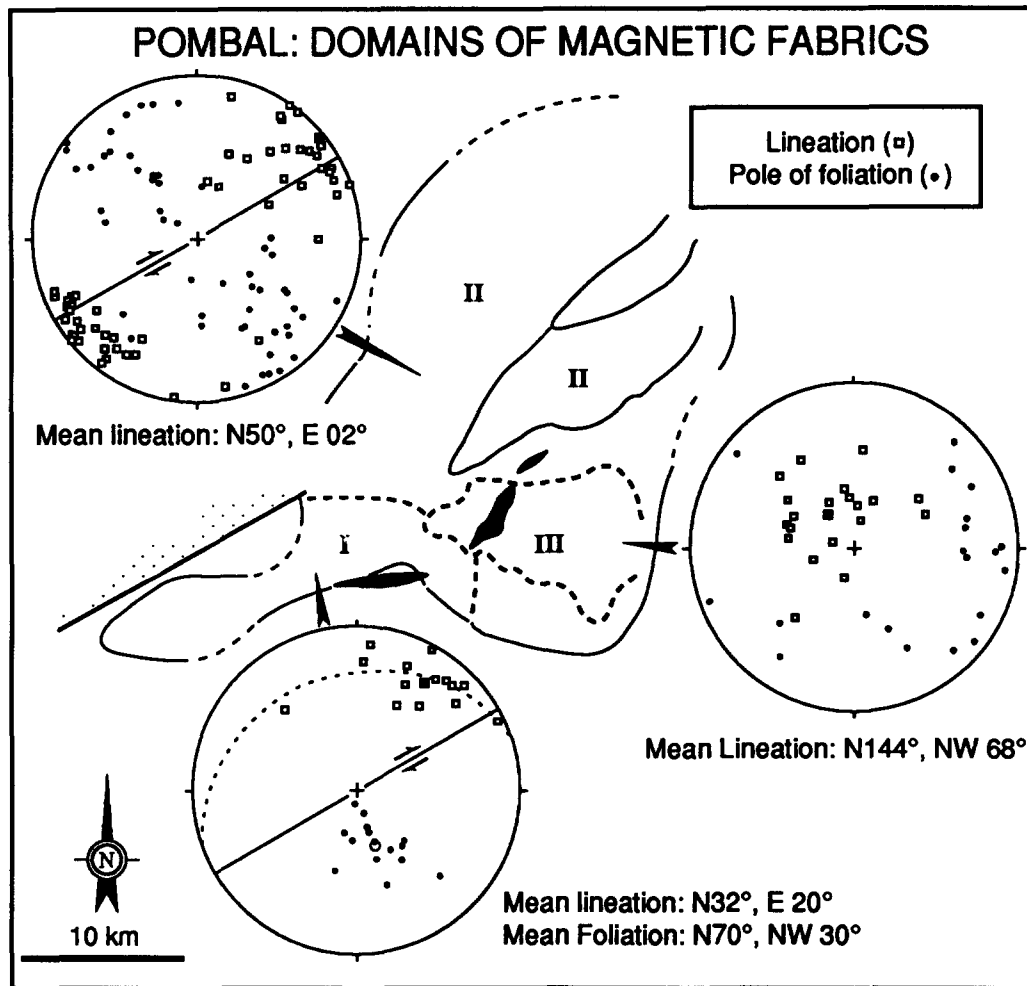 POMBAL: DOMAINS OF MAGNETIC FABRICS
Lineation (▫)
Pole of foliation (•)
II
II
Mean lineation: N50°, E 02°
I
III
Mean Lineation: N144°, NW 68°
N
10 km
Mean lineation: N32°, E 20°
Mean Foliation: N70°, NW 30°